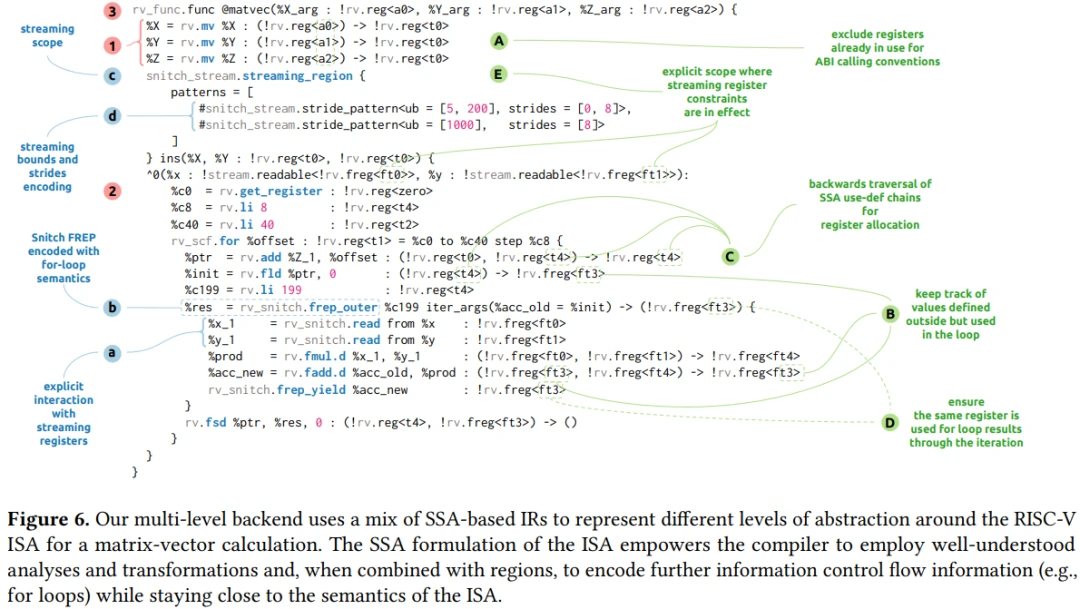 3 rv_func.func @matvec(%X_arg : !rv.reg<a0>, %Y_arg : !rv.reg<a1>, %Z_arg : !rv.reg<a2>) {
%X = rv.mv %X : (!rv.reg<a0>) -> !rv.reg<t0>
1 %Y = rv.mv %Y : (!rv.reg<a1>) -> !rv.reg<t0>
%Z = rv.mv %Z : (!rv.reg<a2>) -> !rv.reg<t0>
streaming
scope
A
exclude registers
already in use for
ABI calling conventions
c snitch_stream.streaming_region {
E
explicit scope where
streaming register
constraints
are in effect
patterns = [
d #snitch_stream.stride_pattern<ub = [5, 200], strides = [0, 8]>,
#snitch_stream.stride_pattern<ub = [1000], strides = [8]>
]
streaming
bounds and
strides
encoding
} ins(%X, %Y : !rv.reg<t0>, !rv.reg<t0>) {
^0(%x : !stream.readable<!rv.freg<ft0>>, %y : !stream.readable<!rv.freg<ft1>>):
2 %c0 = rv.get_register : !rv.reg<zero>
%c8 = rv.li 8 : !rv.reg<t4>
%c40 = rv.li 40 : !rv.reg<t2>
backwards traversal of
SSA use-def chains
for
register allocation
C
Snitch FREP
encoded with
for-loop
semantics
rv_scf.for %offset : !rv.reg<t1> = %c0 to %c40 step %c8 {
%ptr = rv.add %Z_1, %offset : (!rv.reg<t0>, !rv.reg<t4>) -> !rv.reg<t4>
%init = rv.fld %ptr, 0 : (!rv.reg<t4>) -> !rv.freg<ft3>
%c199 = rv.li 199 : !rv.reg<t4>
b %res = rv_snitch.frep_outer %c199 iter_args(%acc_old = %init) -> (!rv.freg<ft3>) {
B
keep track of
values defined
outside but used
in the loop
a %x_1 = rv_snitch.read from %x : !rv.freg<ft0>
%y_1 = rv_snitch.read from %y : !rv.freg<ft1>
%prod = rv.fmul.d %x_1, %y_1 : (!rv.freg<ft0>, !rv.freg<ft1>) -> !rv.freg<ft4>
%acc_new = rv.fadd.d %acc_old, %prod : (!rv.freg<ft3>, !rv.freg<ft4>) -> !rv.freg<ft3>
rv_snitch.frep_yield %acc_new : !rv.freg<ft3>
}
explicit
interaction
with
streaming
registers
rv.fsd %ptr, %res, 0 : (!rv.reg<t4>, !rv.freg<ft3>) -> ()
}
}
}
D
ensure
the same register is
used for loop results
through the iteration
Figure 6. Our multi-level backend uses a mix of SSA-based IRs to represent different levels of abstraction around the RISC-V
ISA for a matrix-vector calculation. The SSA formulation of the ISA empowers the compiler to employ well-understood
analyses and transformations and, when combined with regions, to encode further information control flow information (e.g.,
for loops) while staying close to the semantics of the ISA.